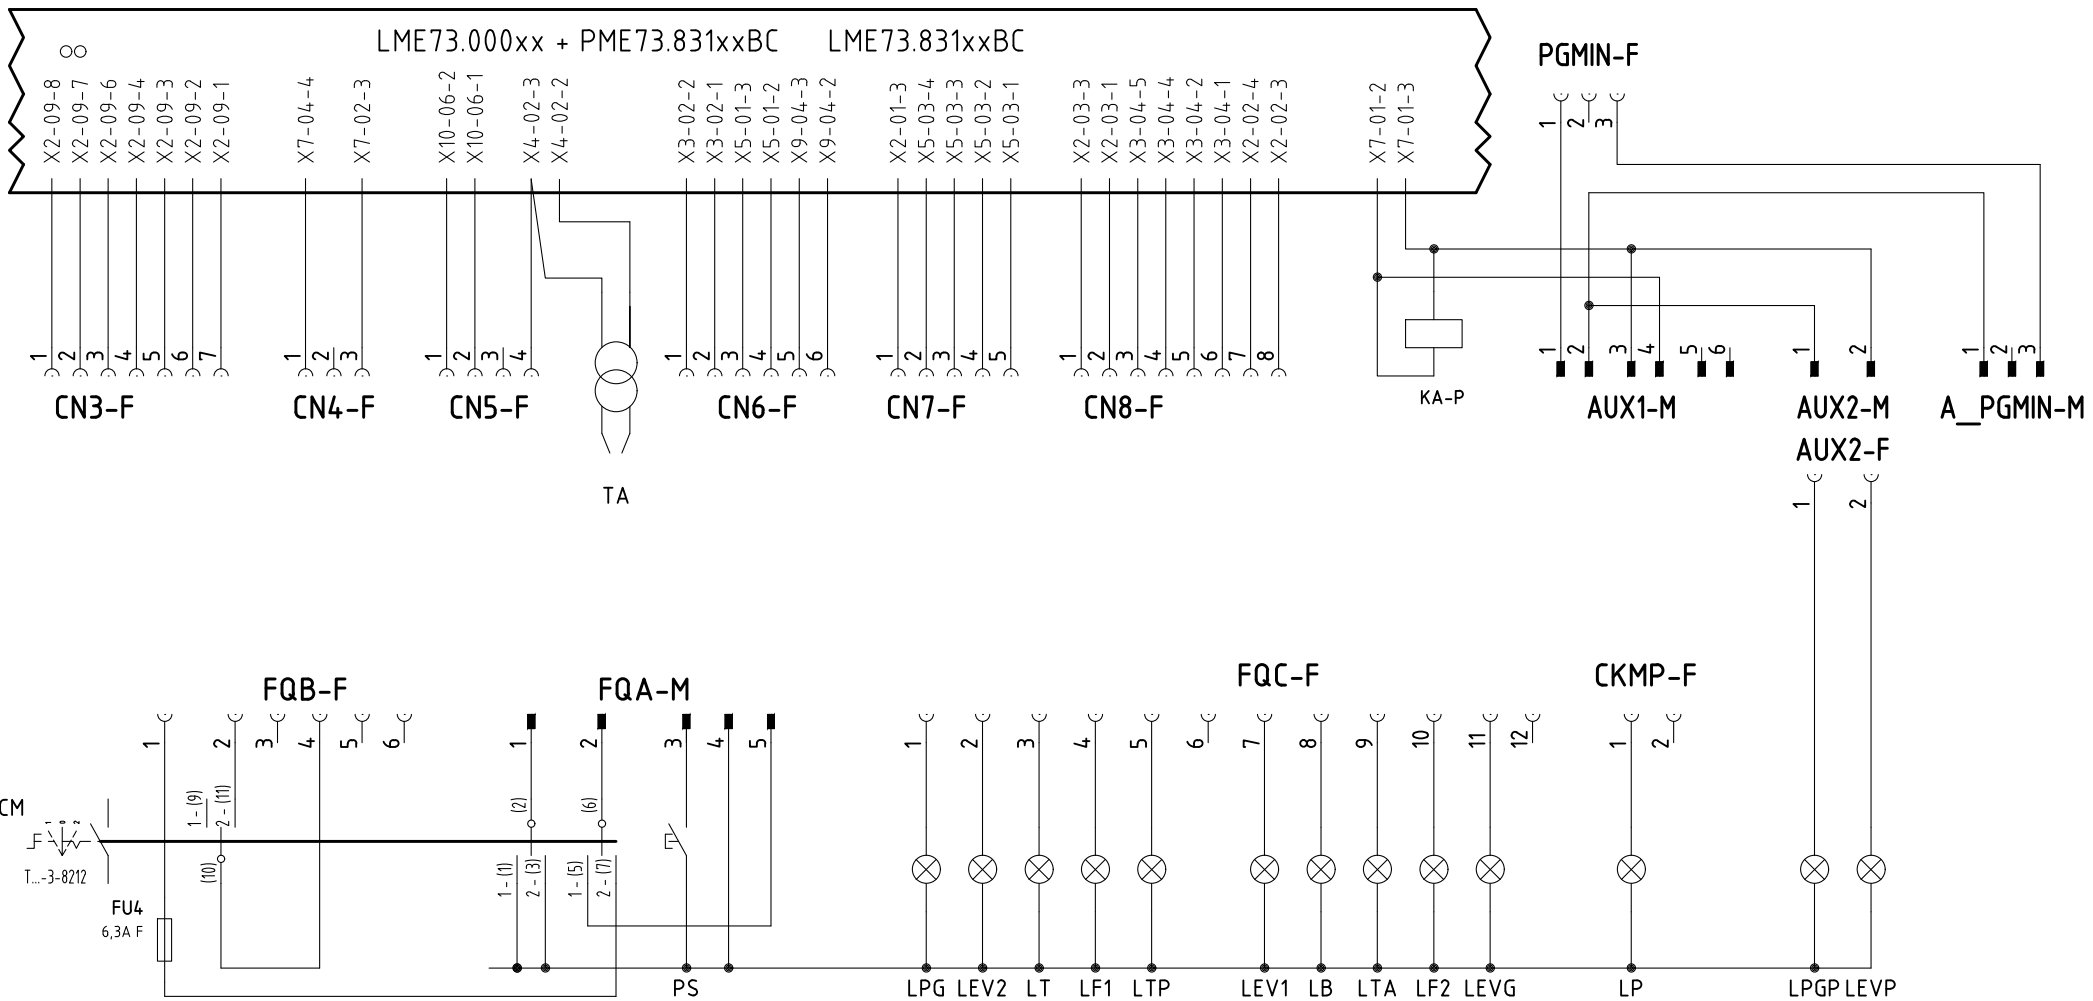 LME73.000xx + PME73.831xxBC LME73.831xxBC
PGMIN-F
X2-09-8
X2-09-7
X2-09-6
X2-09-4
X2-09-3
X2-09-2
X2-09-1
X7-04-4
X7-02-3
X10-06-2
X10-06-1
X4-02-3
X4-02-2
X3-02-2
X3-02-1
X5-01-3
X5-01-2
X9-04-3
X9-04-2
X2-01-3
X5-03-4
X5-03-3
X5-03-2
X5-03-1
X2-03-3
X2-03-1
X3-04-5
X3-04-4
X3-04-2
X3-04-1
X2-02-4
X2-02-3
X7-01-2
X7-01-3
1 2 3
1 2 3 4 5 6 7
1 2 3
1 2 3 4
1 2 3 4 5 6
1 2 3 4 5
1 2 3 4 5 6 7 8
1 2 3 4 5 6
1 2
1 2 3
CN3-F CN4-F CN5-F CN6-F CN7-F CN8-F KA-P AUX1-M AUX2-M A__PGMIN-M
AUX2-F
TA
1 2
FQB-F FQA-M FQC-F CKMP-F
1 2 3 4 5 6
1 2 3 4 5
1 2 3 4 5 6 7 8 9 10 11 12
1 2
CM
1 0 2
T...-3-8212
1-(9)
2-(11)
(10)
(2)
(6)
1-(1)
2-(3)
1-(5)
2-(7)
FU4
6,3A F
PS LPG LEV2 LT LF1 LTP LEV1 LB LTA LF2 LEVG LP LPGP LEVP